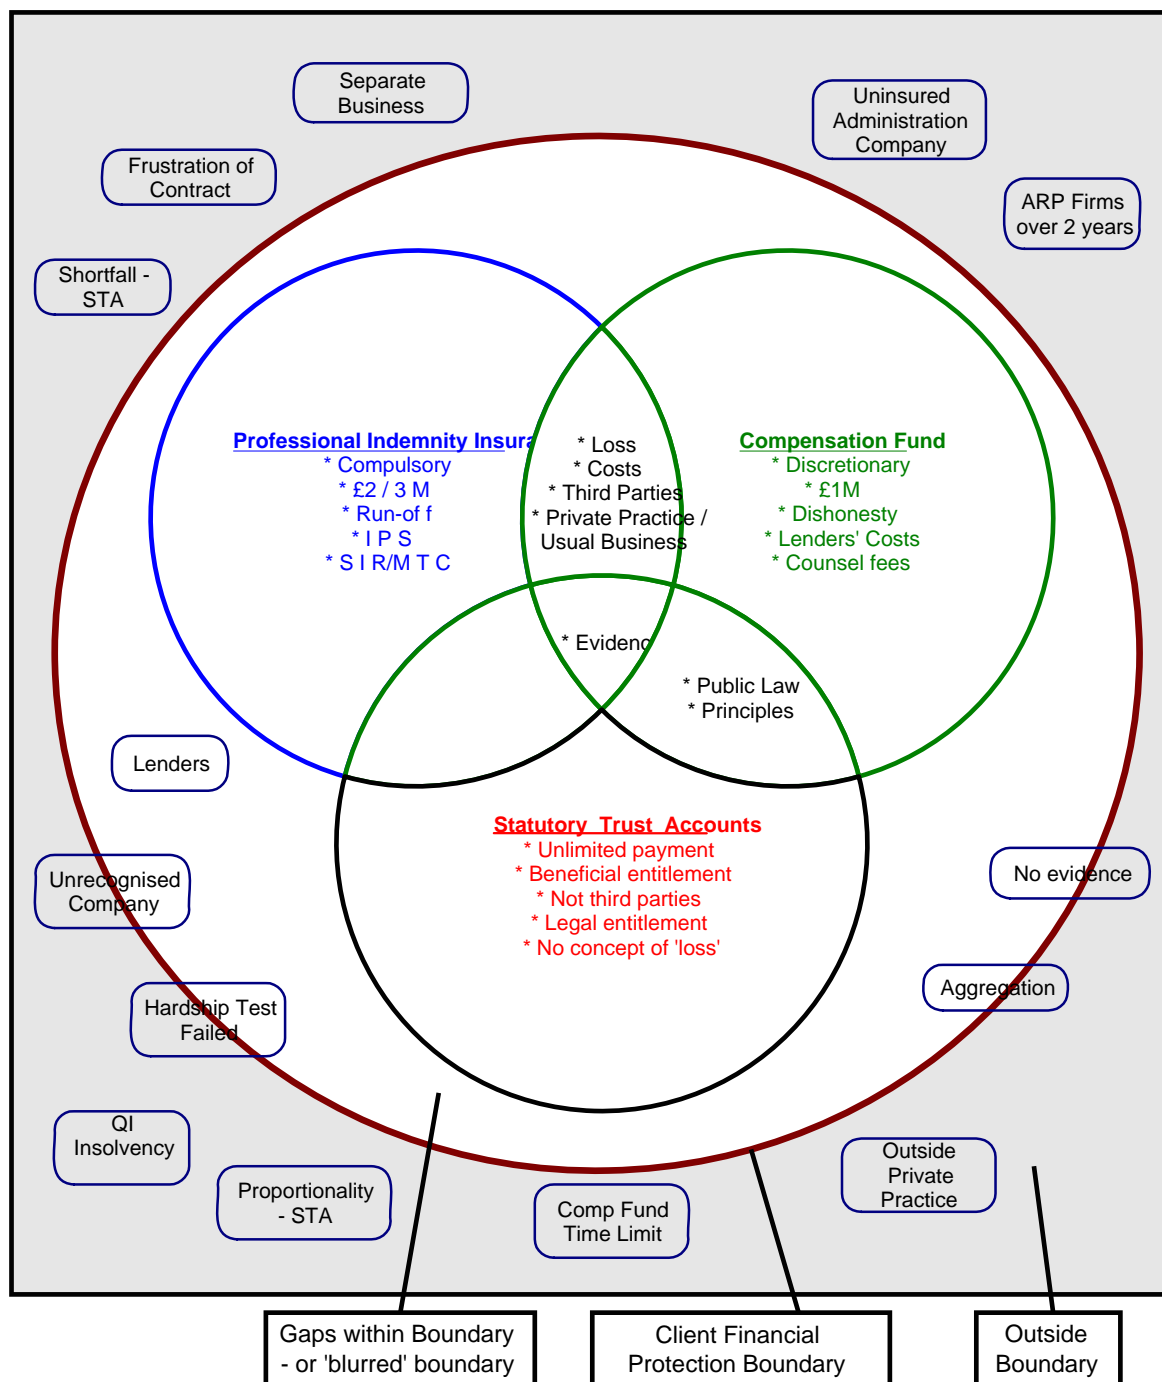 Separate
Business
Uninsured
Administration
Company
Frustration of
Contract
ARP Firms
over 2 years
Shortfall -
STA
Professional Indemnity Insura
* Compulsory
* £2 / 3 M
* Run-of f
* I P S
* S I R/M T C
* Loss
* Costs
* Third Parties
* Private Practice /
Usual Business
Compensation Fund
* Discretionary
* £1M
* Dishonesty
* Lenders' Costs
* Counsel fees
* Evidenc
* Public Law
* Principles
Lenders
Statutory Trust Accounts
* Unlimited payment
* Beneficial entitlement
* Not third parties
* Legal entitlement
* No concept of 'loss'
Unrecognised
Company
No evidence
Hardship Test
Failed
Aggregation
QI
Insolvency
Proportionality
- STA
Comp Fund
Time Limit
Outside
Private
Practice
Gaps within Boundary
- or 'blurred' boundary
Client Financial
Protection Boundary
Outside
Boundary